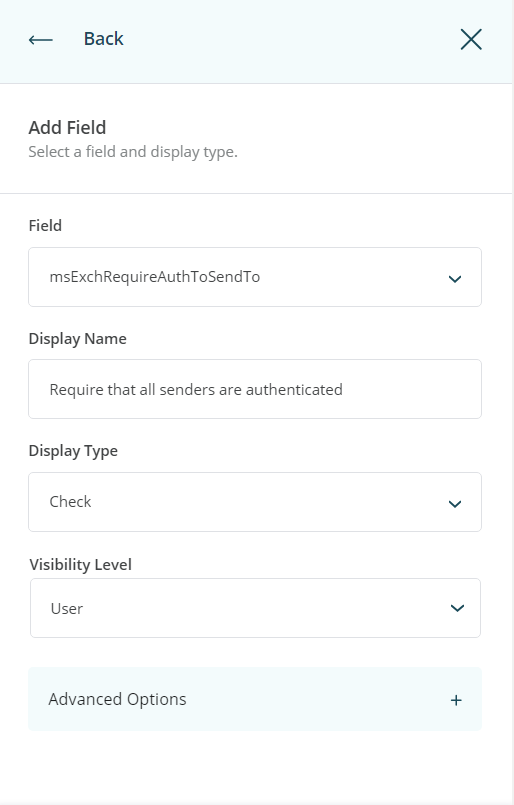 Back
Add Field
Select a field and display type.
Field
msExchRequireAuthToSendTo
Display Name
Require that all senders are authenticated
Display Type
Check
Visibility Level
User
Advanced Options